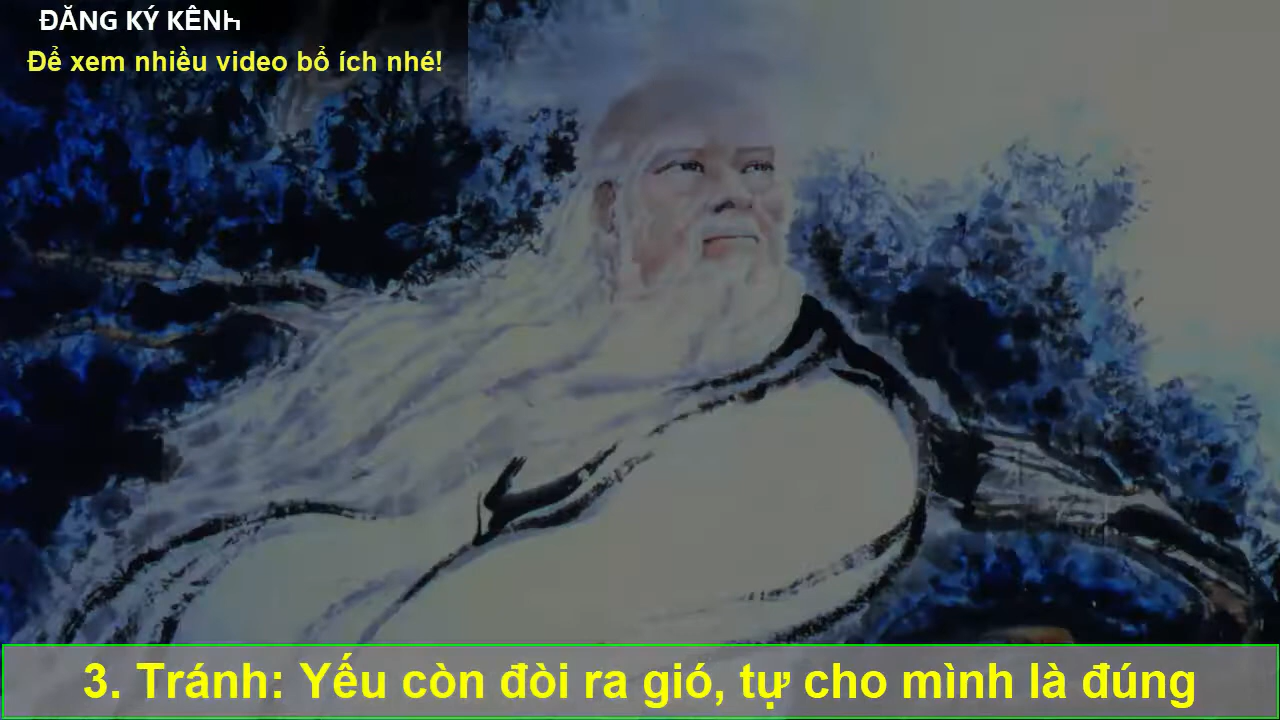 ĐĂNG KÝ KÊNH
Để xem nhiều video bổ ích nhé!
3. Tránh: Yếu còn đòi ra gió, tự cho mình là đúng